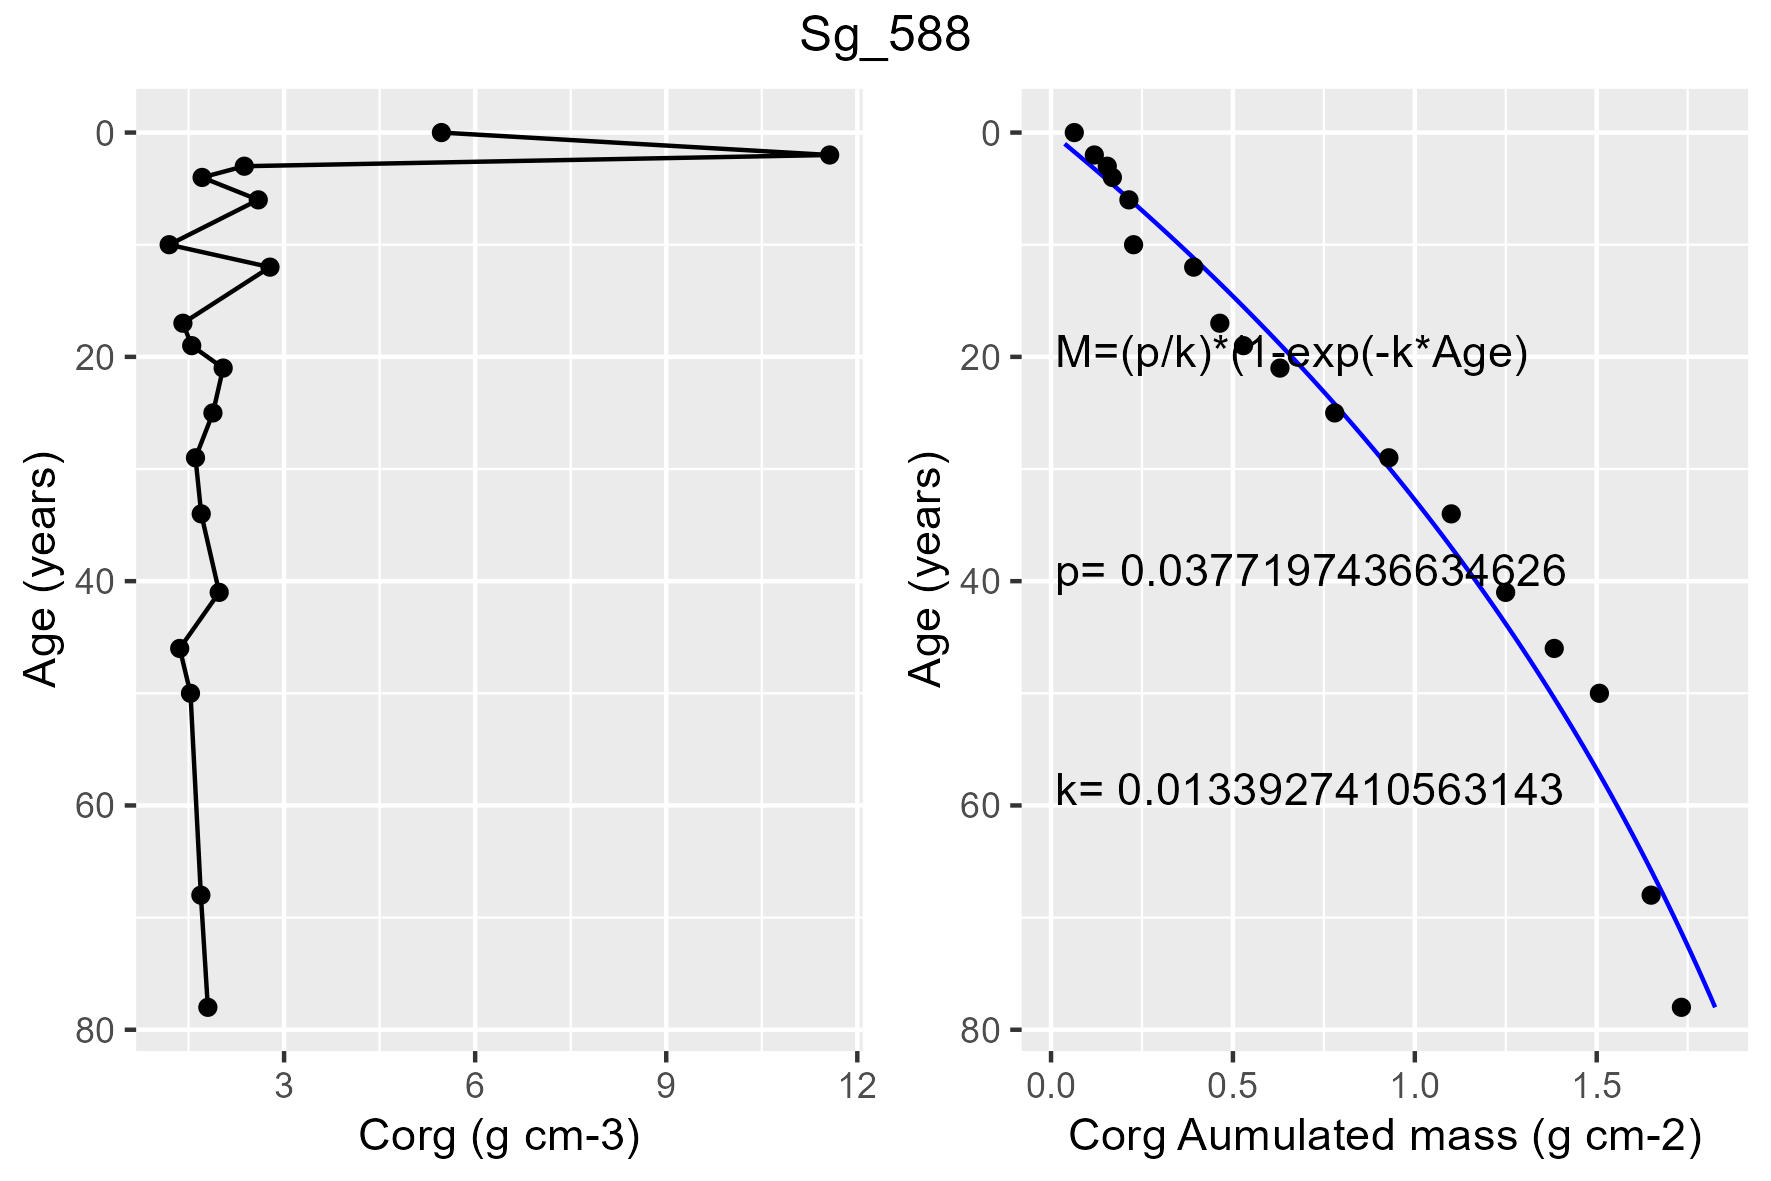 Sg_588
Age (years)
0
20
40
60
80
3
6
9
12
Corg (g cm-3)
Age (years)
0
20
40
60
80
M=(p/k)*(1-exp(-k*Age)
p= 0.0377197436634626
k= 0.0133927410563143
0.0
0.5
1.0
1.5
Corg Aumulated mass (g cm-2)